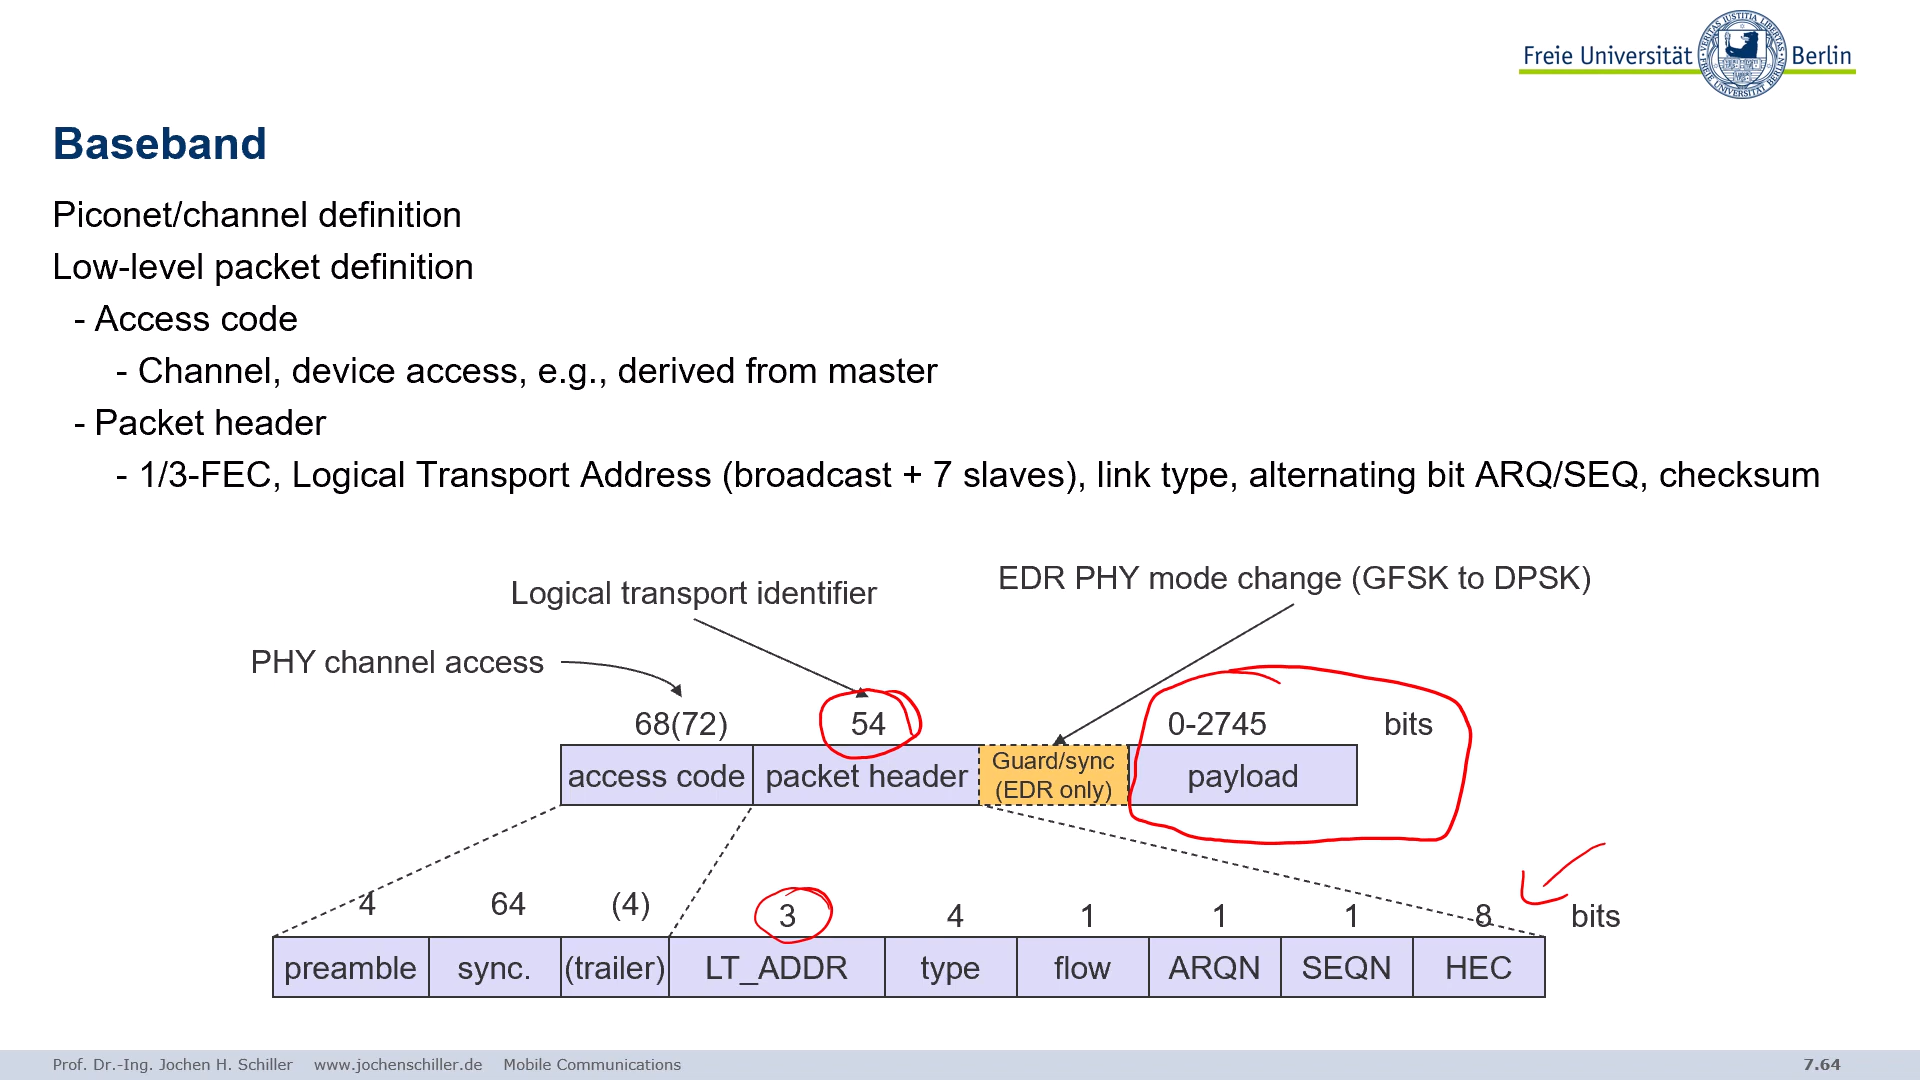 Freie Universität Berlin
Baseband
Piconet/channel definition
Low-level packet definition
- Access code
- Channel, device access, e.g., derived from master
- Packet header
- 1/3-FEC, Logical Transport Address (broadcast + 7 slaves), link type, alternating bit ARQ/SEQ, checksum
EDR PHY mode change (GFSK to DPSK)
Logical transport identifier
PHY channel access
68(72) 54 0-2745 bits
access code packet header Guard/sync (EDR only) payload
4 64 (4) 3 4 1 1 1 8 bits
preamble sync. (trailer) LT_ADDR type flow ARQN SEQN HEC
Prof. Dr.-Ing. Jochen H. Schiller www.jochenschiller.de Mobile Communications 7.64